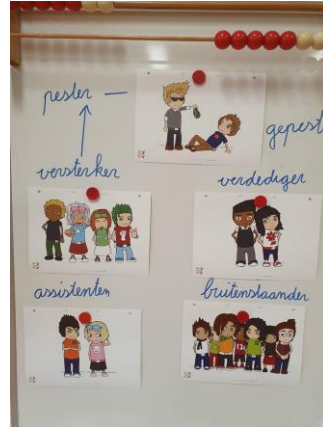 pester
gepest
versterker
verdediger
assistenten
buitenstaander